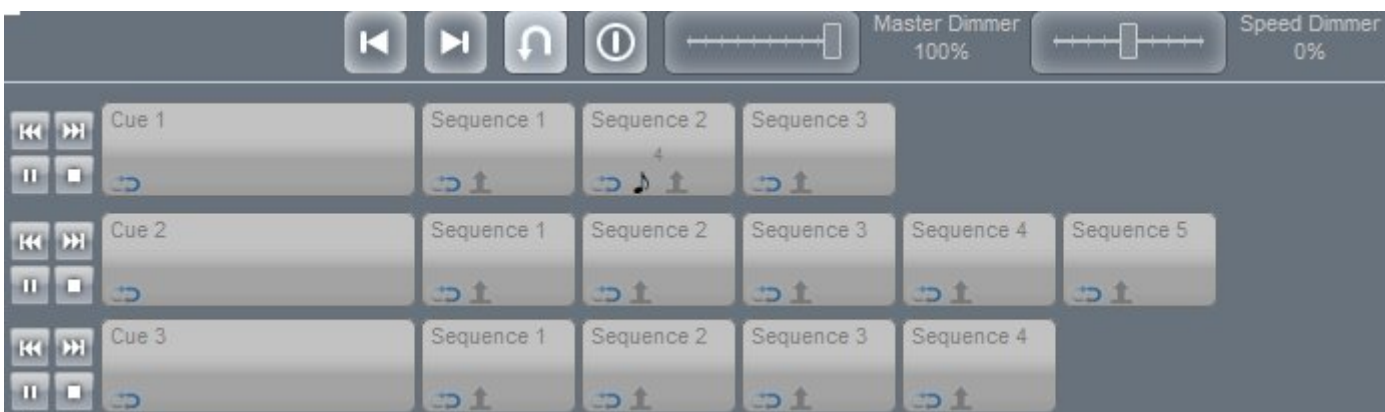 Master Dimmer
100%
Speed Dimmer
0%
Cue 1
Sequence 1
Sequence 2
4
Sequence 3
Cue 2
Sequence 1
Sequence 2
Sequence 3
Sequence 4
Sequence 5
Cue 3
Sequence 1
Sequence 2
Sequence 3
Sequence 4